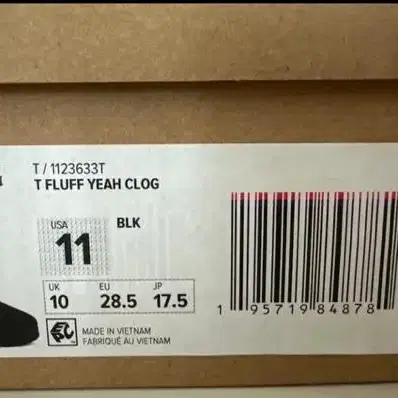 T / 1123633T
T FLUFF YEAH CLOG
BLK
USA
11
UK EU JP
10 28.5 17.5
MADE IN VIETNAM
FABRIQUÉ AU VIETNAM
1 95719 84878